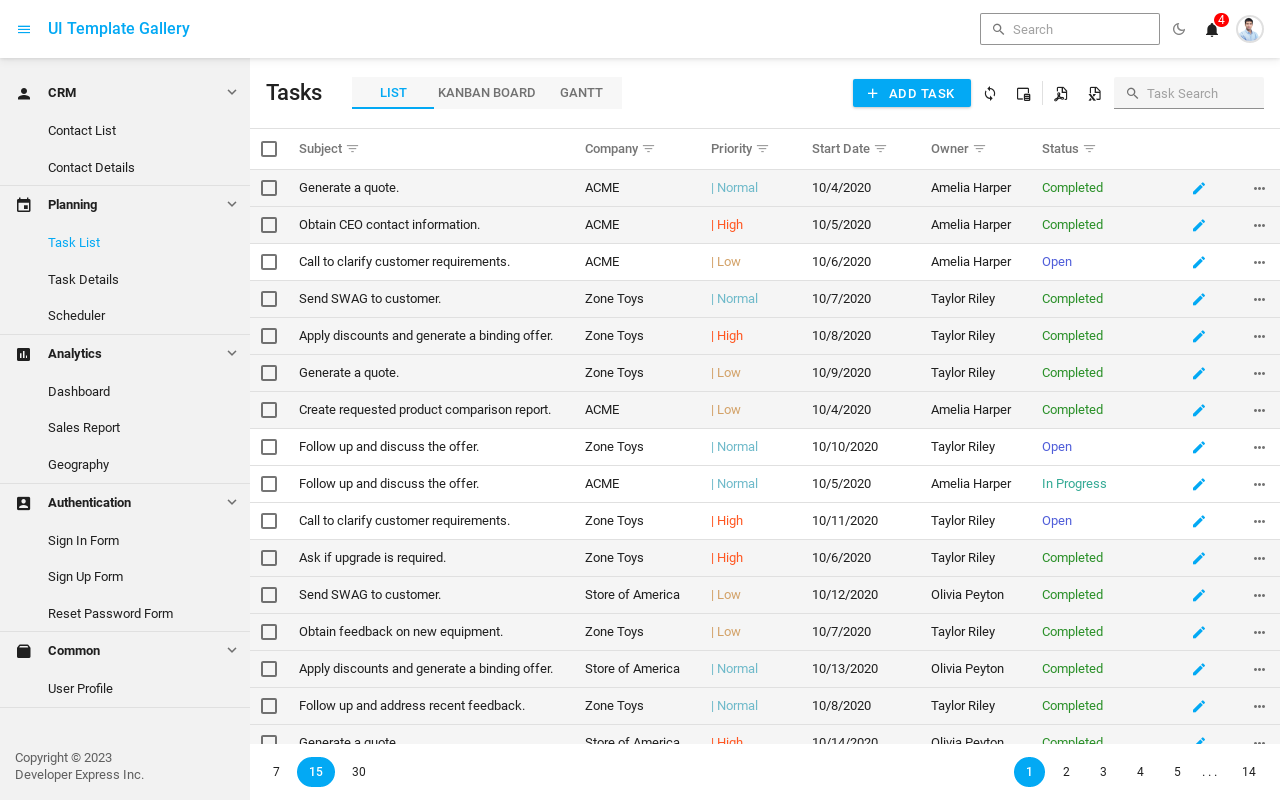 UI Template Gallery
Search
4
CRM
Contact List
Contact Details
Planning
Task List
Task Details
Scheduler
Analytics
Dashboard
Sales Report
Geography
Authentication
Sign In Form
Sign Up Form
Reset Password Form
Common
User Profile
Copyright © 2023
Developer Express Inc.
Tasks LIST KANBAN BOARD GANTT ADD TASK Task Search
Subject Company Priority Start Date Owner Status
Generate a quote. ACME | Normal 10/4/2020 Amelia Harper Completed
Obtain CEO contact information. ACME | High 10/5/2020 Amelia Harper Completed
Call to clarify customer requirements. ACME | Low 10/6/2020 Amelia Harper Open
Send SWAG to customer. Zone Toys | Normal 10/7/2020 Taylor Riley Completed
Apply discounts and generate a binding offer. Zone Toys | High 10/8/2020 Taylor Riley Completed
Generate a quote. Zone Toys | Low 10/9/2020 Taylor Riley Completed
Create requested product comparison report. ACME | Low 10/4/2020 Amelia Harper Completed
Follow up and discuss the offer. Zone Toys | Normal 10/10/2020 Taylor Riley Open
Follow up and discuss the offer. ACME | Normal 10/5/2020 Amelia Harper In Progress
Call to clarify customer requirements. Zone Toys | High 10/11/2020 Taylor Riley Open
Ask if upgrade is required. Zone Toys | High 10/6/2020 Taylor Riley Completed
Send SWAG to customer. Store of America | Low 10/12/2020 Olivia Peyton Completed
Obtain feedback on new equipment. Zone Toys | Low 10/7/2020 Taylor Riley Completed
Apply discounts and generate a binding offer. Store of America | Normal 10/13/2020 Olivia Peyton Completed
Follow up and address recent feedback. Zone Toys | Normal 10/8/2020 Taylor Riley Completed
Generate a quote. Store of America | High 10/14/2020 Olivia Peyton Completed
7 15 30 1 2 3 4 5 ... 14